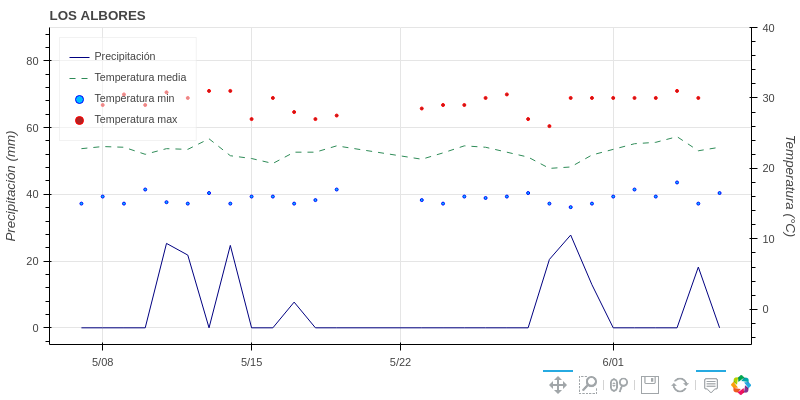 LOS ALBORES
Precipitación
Temperatura media
Temperatura min
Temperatura max
Precipitación (mm)
80
60
40
20
0
Temperatura (°C)
40
30
20
10
0
5/08
5/15
5/22
6/01